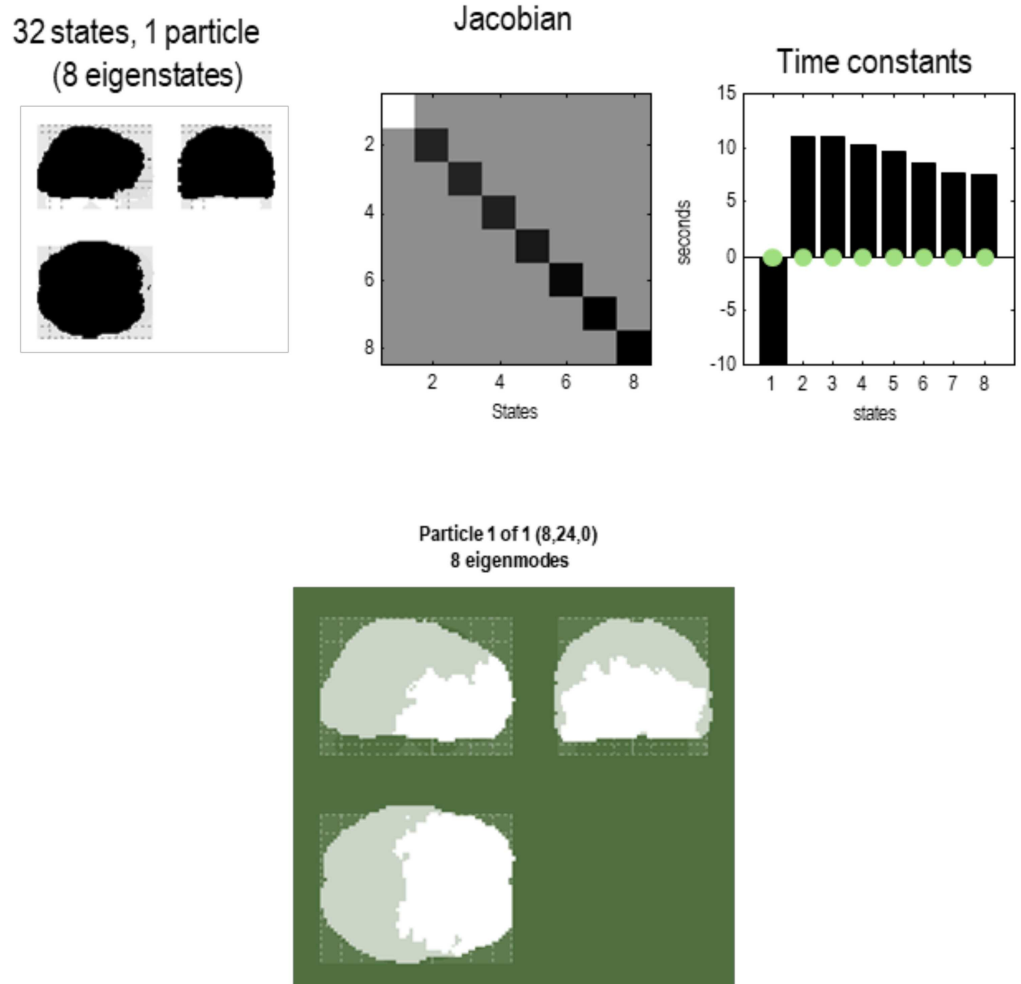 32 states, 1 particle
(8 eigenstates)
Jacobian
2
4
6
8
2
4
6
8
States
Time constants
15
10
5
0
-5
-10
seconds
1
2
3
4
5
6
7
8
states
Particle 1 of 1 (8,24,0)
8 eigenmodes